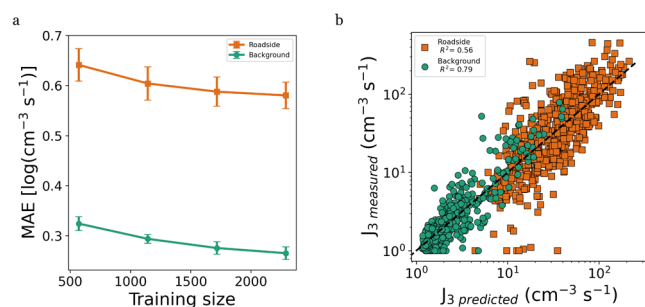 a
0.7
0.6
0.5
0.4
0.3
MAE [log(cm⁻³ s⁻¹)]
Roadside
Background
500 1000 1500 2000
Training size
b
Roadside
R² = 0.56
Background
R² = 0.79
10²
10¹
10⁰
J₃ measured (cm⁻³ s⁻¹)
10⁰ 10¹ 10²
J₃ predicted (cm⁻³ s⁻¹)